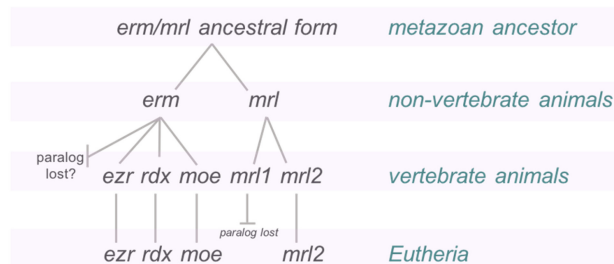 erm/mrl ancestral form metazoan ancestor
erm mrl non-vertebrate animals
paralog
lost?
ezr rdx moe mrl1 mrl2 vertebrate animals
paralog lost
ezr rdx moe mrl2 Eutheria